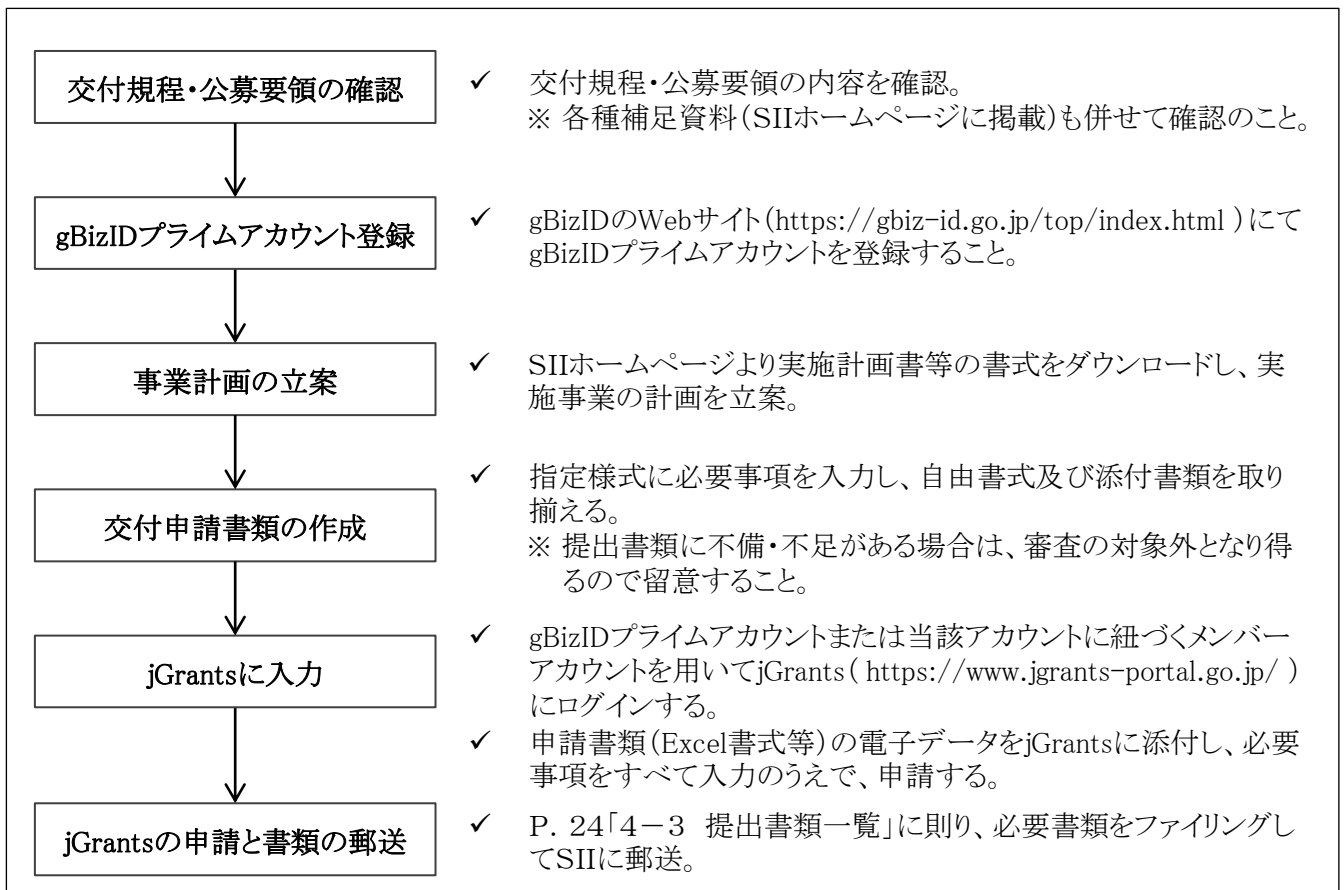 交付規程・公募要領の確認
✓ 交付規程・公募要領の内容を確認。
※ 各種補足資料（SIIホームページに掲載）も併せて確認のこと。
gBizIDプライムアカウント登録
✓ gBizIDのWebサイト（https://gbiz-id.go.jp/top/index.html ）にて
gBizIDプライムアカウントを登録すること。
事業計画の立案
✓ SIIホームページより実施計画書等の書式をダウンロードし、実
施事業の計画を立案。
交付申請書類の作成
✓ 指定様式に必要事項を入力し、自由書式及び添付書類を取り
揃える。
※ 提出書類に不備・不足がある場合は、審査の対象外となり得
るので留意すること。
jGrantsに入力
✓ gBizIDプライムアカウントまたは当該アカウントに紐づくメンバー
アカウントを用いてjGrants（ https://www.jgrants-portal.go.jp/ ）
にログインする。
✓ 申請書類（Excel書式等）の電子データをjGrantsに添付し、必要
事項をすべて入力のうえで、申請する。
jGrantsの申請と書類の郵送
✓ P．24「4－3 提出書類一覧」に則り、必要書類をファイリングし
てSIIに郵送。